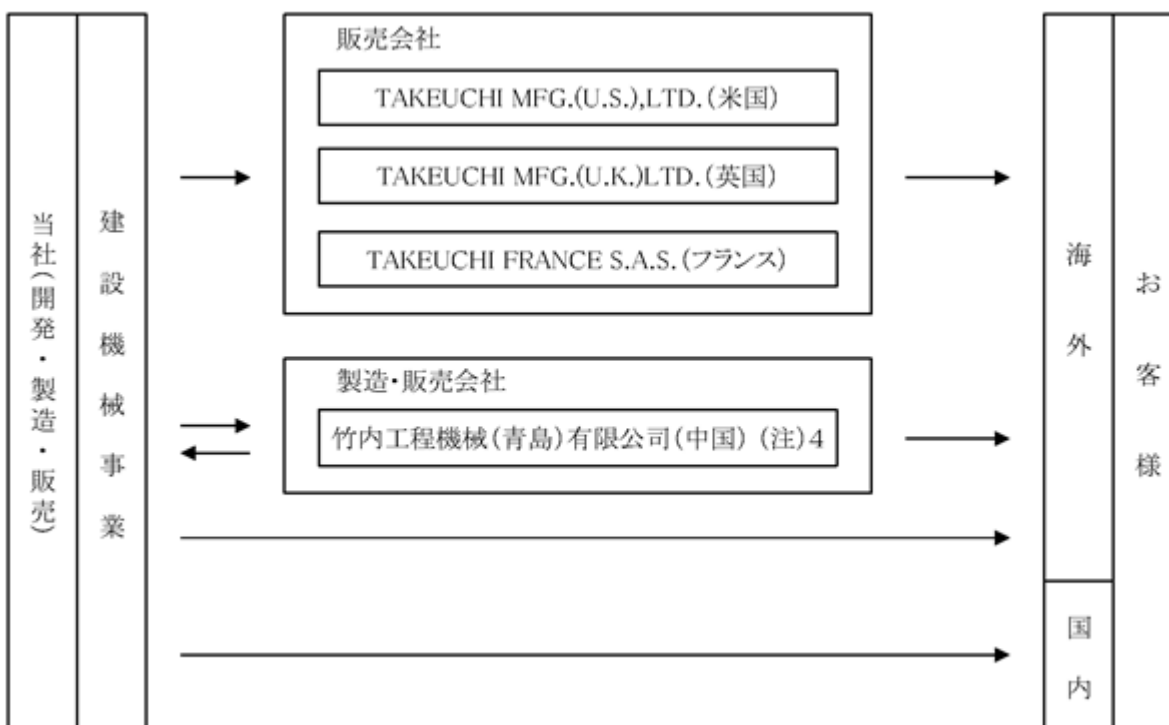 当社(開発・製造・販売)
建設機械事業
販売会社
TAKEUCHI MFG.(U.S.),LTD.(米国)
TAKEUCHI MFG.(U.K.)LTD.(英国)
TAKEUCHI FRANCE S.A.S.(フランス)
製造・販売会社
竹内工程機械(青島)有限公司(中国) (注)4
海外
国内
お客様